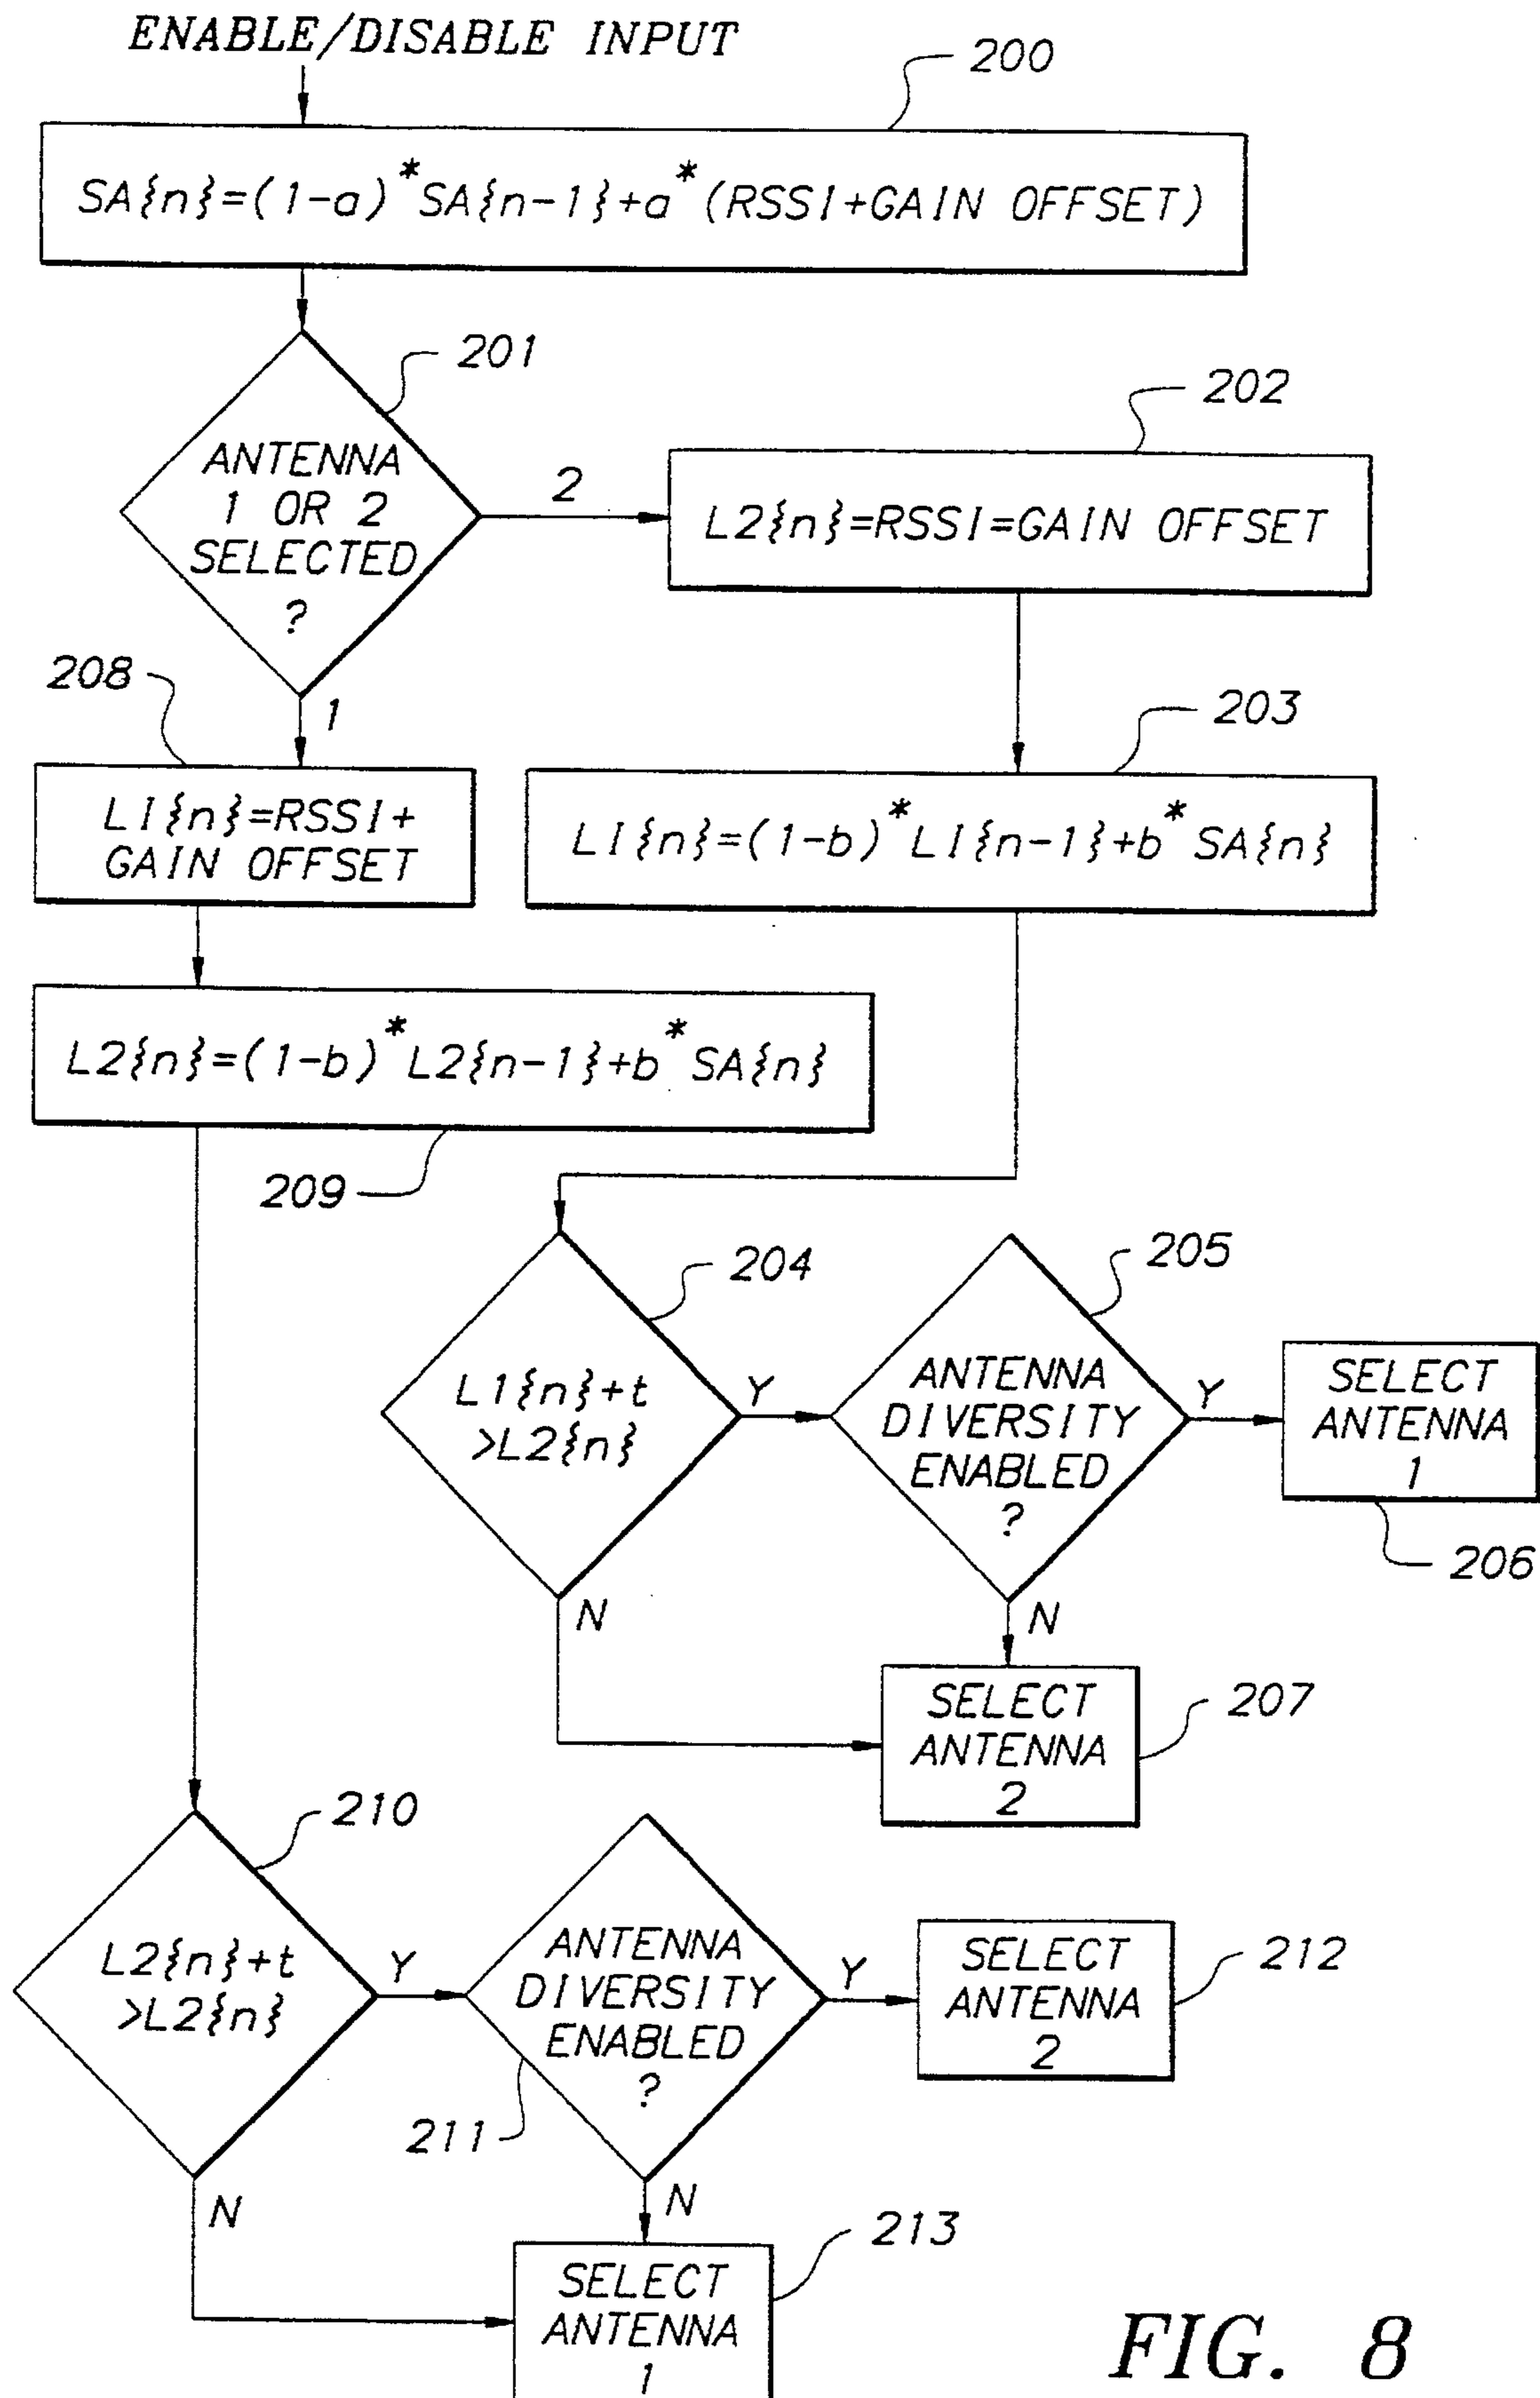 ENABLE/DISABLE INPUT
200
SA{n}=(1-a)*SA{n-1}+a*(RSSI+GAIN OFFSET)
201
ANTENNA
1 OR 2
SELECTED
?
2
202
L2{n}=RSSI=GAIN OFFSET
1
208
LI{n}=RSSI+
GAIN OFFSET
203
LI{n}=(1-b)*LI{n-1}+b*SA{n}
L2{n}=(1-b)*L2{n-1}+b*SA{n}
209
204
L1{n}+t
>L2{n}
Y
N
205
ANTENNA
DIVERSITY
ENABLED
?
Y
N
SELECT
ANTENNA
1
206
SELECT
ANTENNA
2
207
210
L2{n}+t
>L2{n}
Y
N
ANTENNA
DIVERSITY
ENABLED
?
211
Y
N
SELECT
ANTENNA
2
212
213
SELECT
ANTENNA
1
FIG. 8